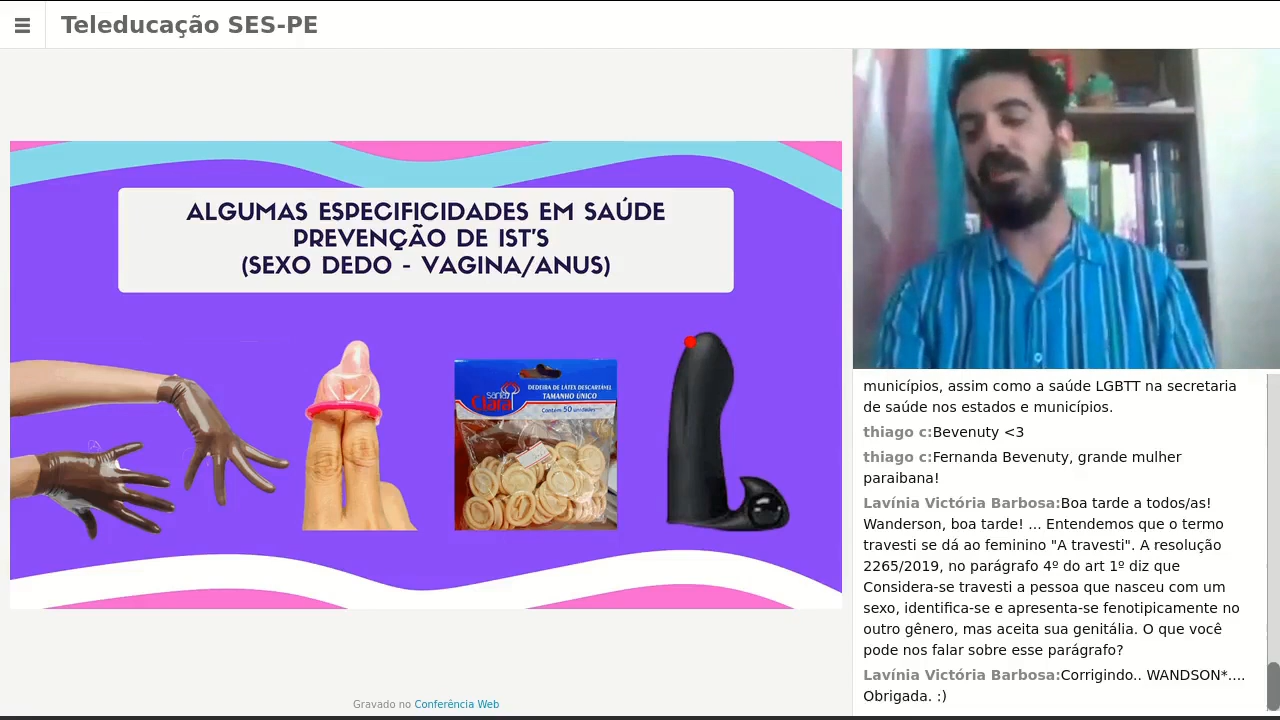 Teleducação SES-PE
ALGUMAS ESPECIFICIDADES EM SAÚDE
PREVENÇÃO DE IST'S
(SEXO DEDO - VAGINA/ANUS)
Santa
Clara
DEDEIRA DE LÁTEX DESCARTÁVEL
TAMANHO ÚNICO
Contém 50 unidades
municípios, assim como a saúde LGBTT na secretaria
de saúde nos estados e municípios.
thiago c:Bevenuty <3
thiago c:Fernanda Bevenuty, grande mulher
paraibana!
Lavínia Victória Barbosa:Boa tarde a todos/as!
Wanderson, boa tarde! ... Entendemos que o termo
travesti se dá ao feminino "A travesti". A resolução
2265/2019, no parágrafo 4º do art 1º diz que
Considera-se travesti a pessoa que nasceu com um
sexo, identifica-se e apresenta-se fenotipicamente no
outro gênero, mas aceita sua genitália. O que você
pode nos falar sobre esse parágrafo?
Lavínia Victória Barbosa:Corrigindo.. WANDSON*....
Obrigada. :)
Gravado no Conferência Web